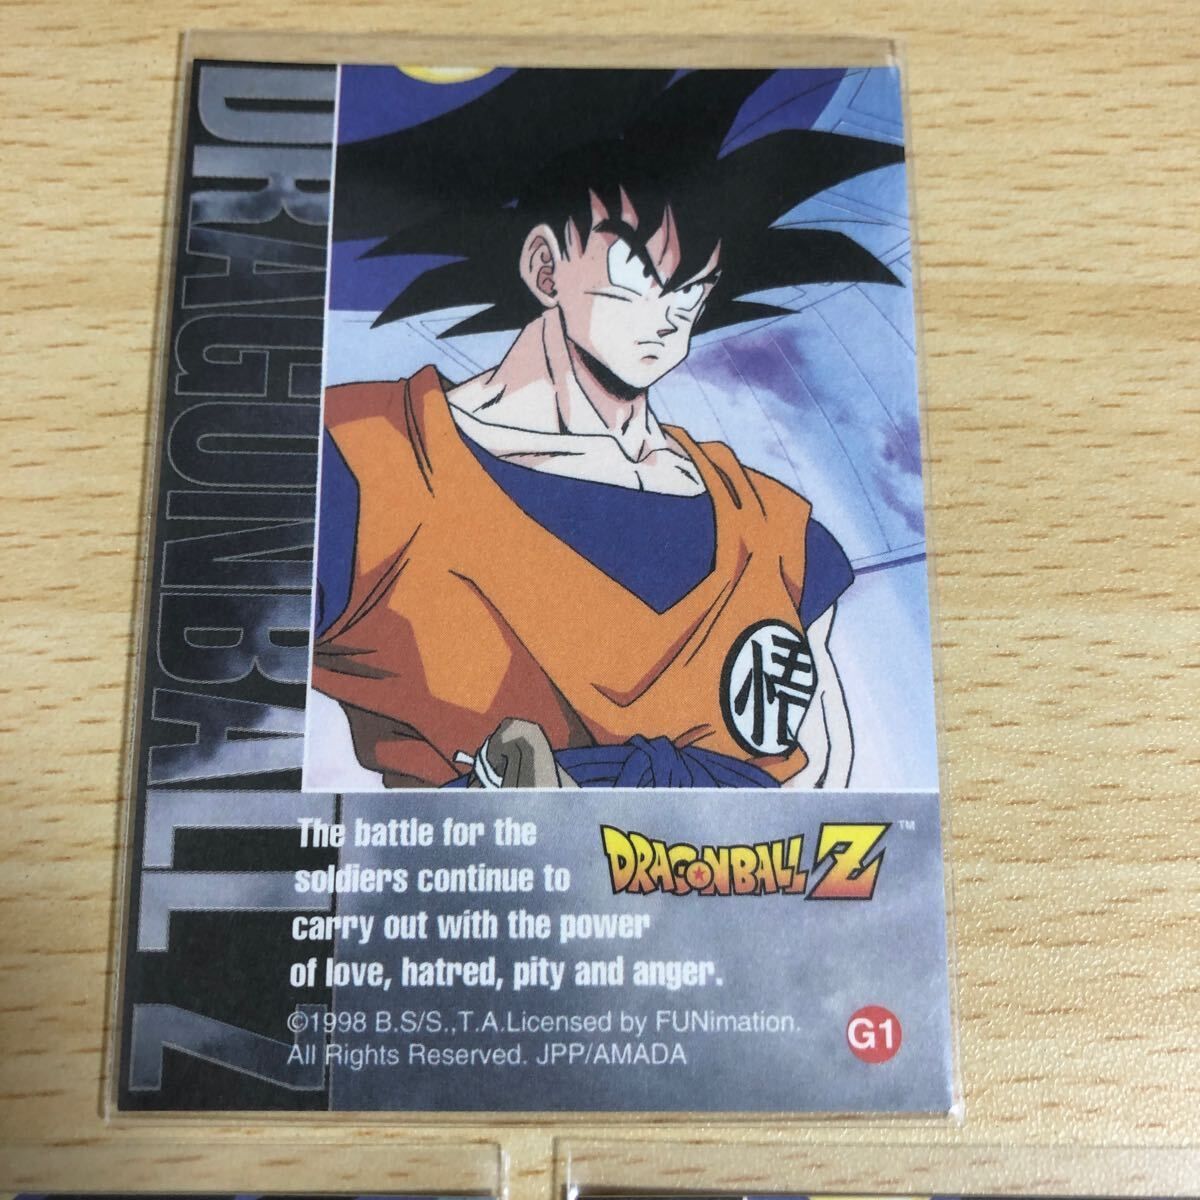 DRAGONBALL Z
悟
The battle for the
soldiers continue to
carry out with the power
of love, hatred, pity and anger.
DRAGONBALL Z™
©1998 B.S/S.,T.A.Licensed by FUNimation.
All Rights Reserved. JPP/AMADA
G1